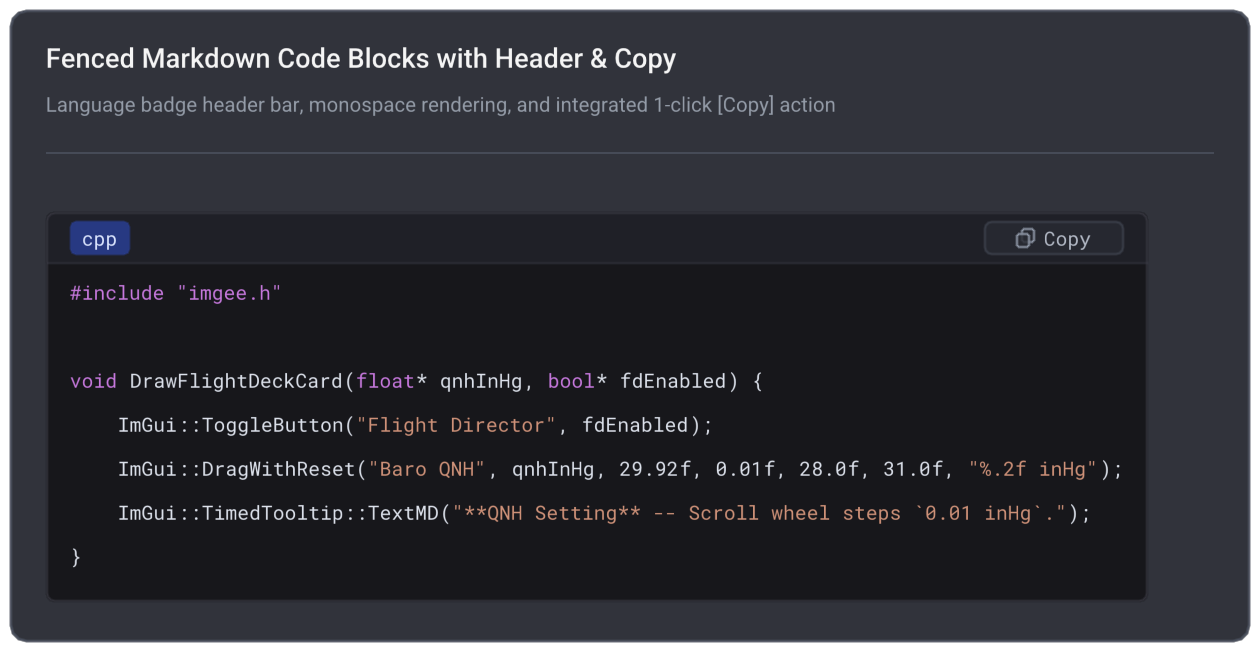 Fenced Markdown Code Blocks with Header & Copy
Language badge header bar, monospace rendering, and integrated 1-click [Copy] action
cpp
Copy
#include "imgee.h"
void DrawFlightDeckCard(float* qnhInHg, bool* fdEnabled) {
    ImGui::ToggleButton("Flight Director", fdEnabled);
    ImGui::DragWithReset("Baro QNH", qnhInHg, 29.92f, 0.01f, 28.0f, 31.0f, "%.2f inHg");
    ImGui::TimedTooltip::TextMD("**QNH Setting** -- Scroll wheel steps `0.01 inHg`.");
}